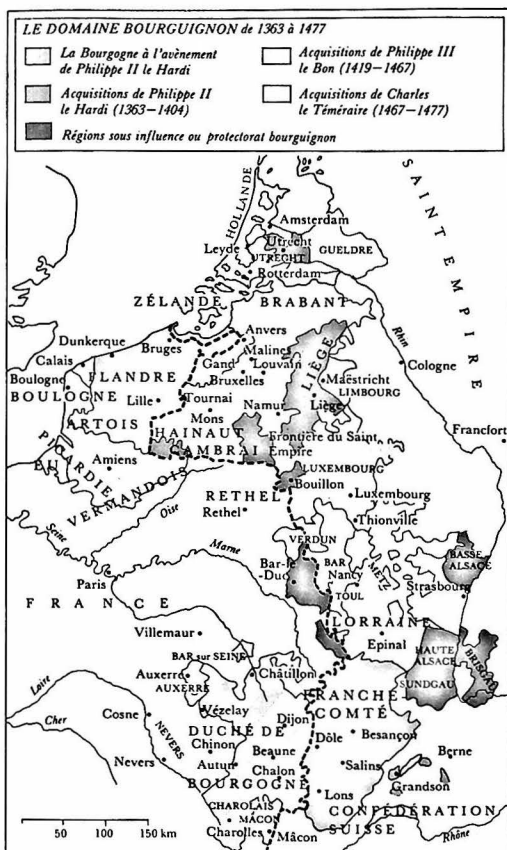 LE DOMAINE BOURGUIGNON de 1363 à 1477
La Bourgogne à l'avènement
de Philippe II le Hardi
Acquisitions de Philippe III
le Bon (1419–1467)
Acquisitions de Philippe II
le Hardi (1363–1404)
Acquisitions de Charles
le Téméraire (1467–1477)
Régions sous influence ou protectorat bourguignon
SAINT EMPIRE
HOLLANDE
Amsterdam
Leyde
Utrecht
UTRECHT
GUELDRE
Rotterdam
ZÉLANDE
BRABANT
Rhin
Dunkerque
Bruges
Anvers
Calais
Gand
Malines
Louvain
Cologne
Boulogne
FLANDRE
Bruxelles
LIÈGE
Maëstricht
BOULOGNE
LIMBOURG
Lille
Tournai
Namur
Liège
ARTOIS
Mons
Francfort
HAINAUT
Frontière du Saint
Empire
PICARDIE
CAMBRAI
EU
Amiens
LUXEMBOURG
Bouillon
VERMANDOIS
RETHEL
Luxembourg
Oise
Rethel
Thionville
Seine
VERDUN
Marne
BAR
METZ
BASSE
ALSACE
Bar-le
-Duc
Nancy
Paris
Strasbourg
TOUL
FRANCE
LORRAINE
Villemaur
Epinal
BAR sur SEINE
HAUTE
ALSACE
BRISGAU
Auxerre
Châtillon
SUNDGAU
Loire
AUXERRE
FRANCHE
COMTÉ
Vézelay
Cher
Cosne
Dijon
Besançon
DUCHÉ DE
Dôle
Berne
NEVERS
Chinon
Beaune
Salins
Nevers
Autun
Chalon
Grandson
BOURGOGNE
Lons
CONFÉDÉRATION
SUISSE
CHAROLAIS
MÂCON
Charolles
Mâcon
Rhône
50 100 150 km